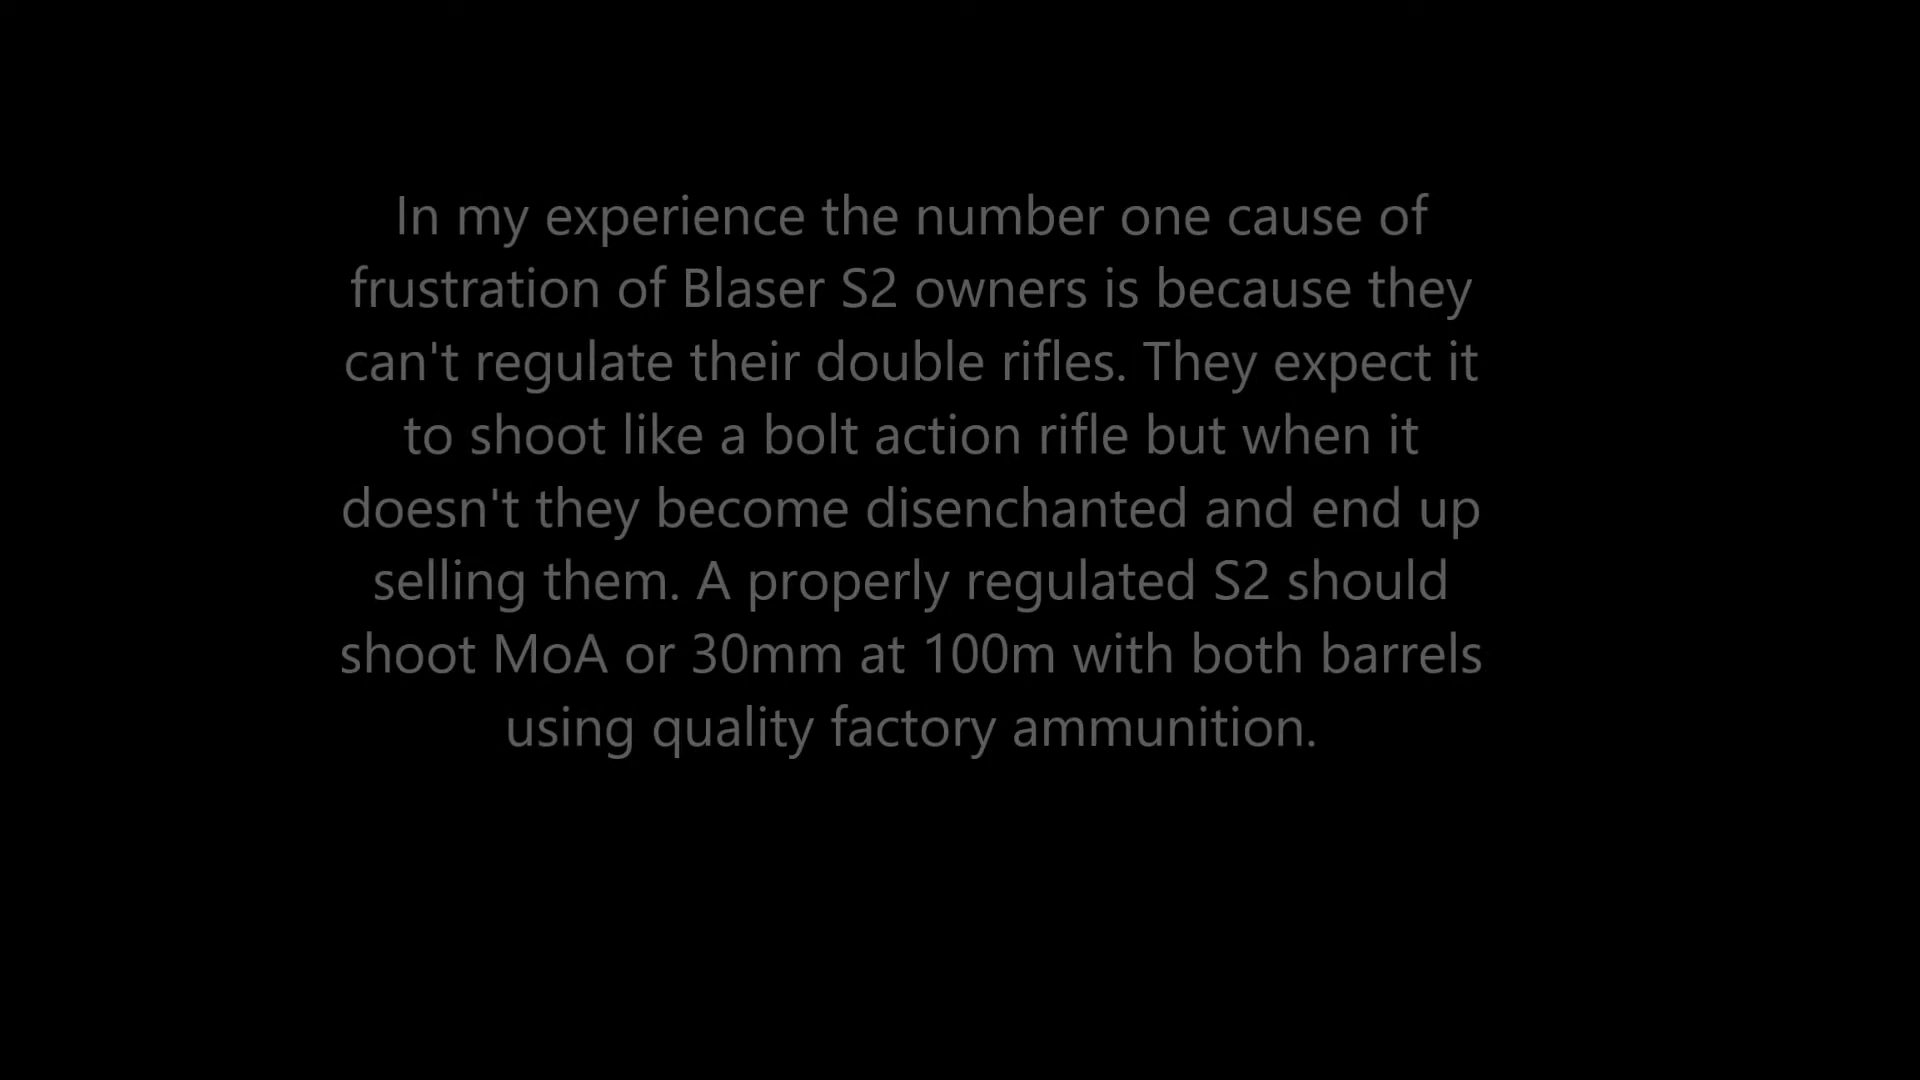 In my experience the number one cause of
frustration of Blaser S2 owners is because they
can't regulate their double rifles. They expect it
to shoot like a bolt action rifle but when it
doesn't they become disenchanted and end up
selling them. A properly regulated S2 should
shoot MoA or 30mm at 100m with both barrels
using quality factory ammunition.